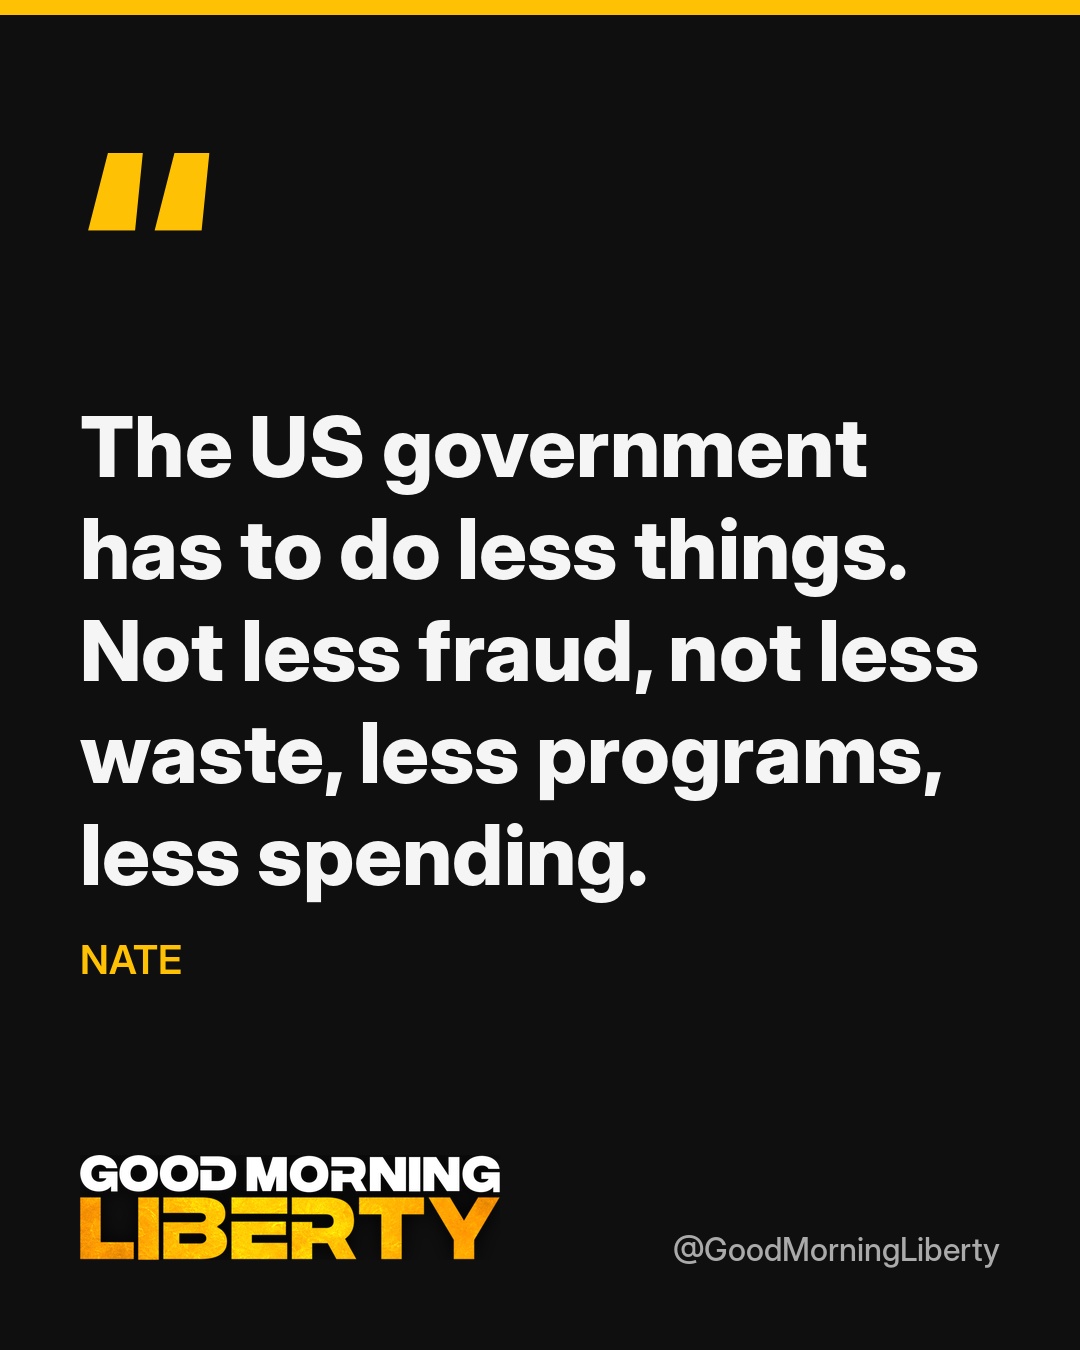 "
The US government
has to do less things.
Not less fraud, not less
waste, less programs,
less spending.
NATE
GOOD MORNING
LIBERTY
@GoodMorningLiberty